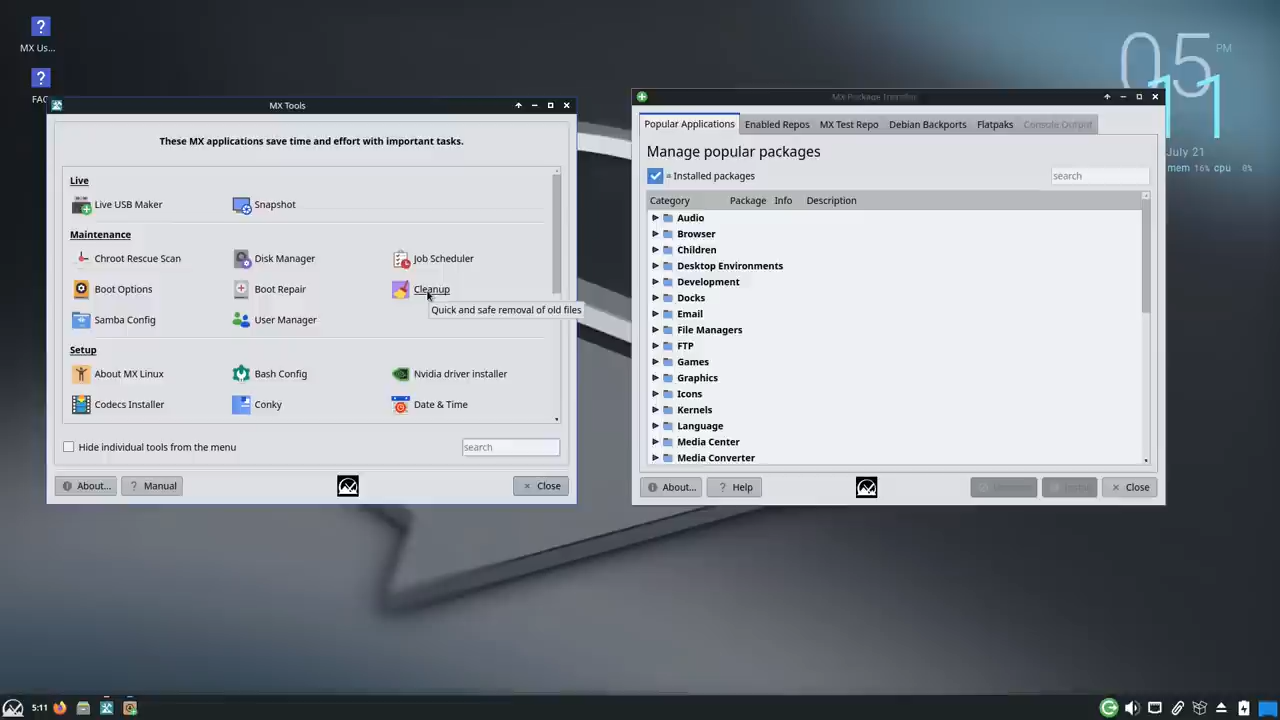 MX Us...
FAQ
05 PM
11
July 21
mem 16% cpu 0%
MX Tools
These MX applications save time and effort with important tasks.
Live
Live USB Maker
Snapshot
Maintenance
Chroot Rescue Scan
Disk Manager
Job Scheduler
Boot Options
Boot Repair
Cleanup
Quick and safe removal of old files
Samba Config
User Manager
Setup
About MX Linux
Bash Config
Nvidia driver installer
Codecs Installer
Conky
Date & Time
Hide individual tools from the menu
search
About...
? Manual
Close
MX Package Installer
Popular Applications
Enabled Repos
MX Test Repo
Debian Backports
Flatpaks
Console Output
Manage popular packages
= Installed packages
search
Category Package Info Description
Audio
Browser
Children
Desktop Environments
Development
Docks
Email
File Managers
FTP
Games
Graphics
Icons
Kernels
Language
Media Center
Media Converter
About...
? Help
Close
5:11